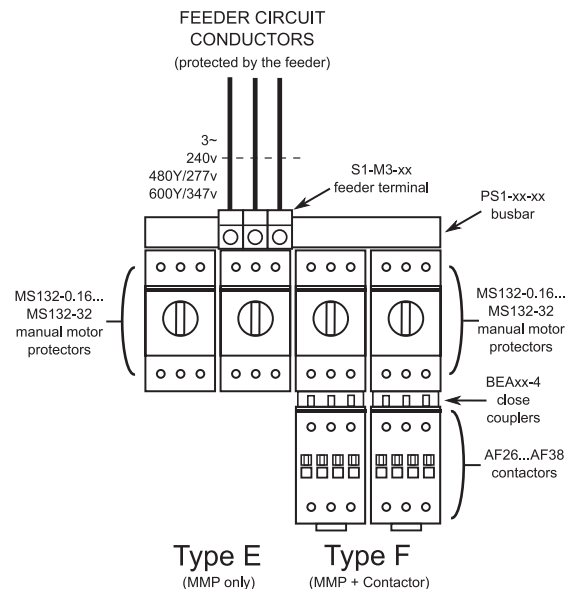 FEEDER CIRCUIT
CONDUCTORS
(protected by the feeder)
3~
240v
480Y/277v
600Y/347v
S1-M3-xx
feeder terminal
PS1-xx-xx
busbar
MS132-0.16...
MS132-32
manual motor
protectors
MS132-0.16...
MS132-32
manual motor
protectors
BEAxx-4
close
couplers
AF26...AF38
contactors
Type E
(MMP only)
Type F
(MMP + Contactor)